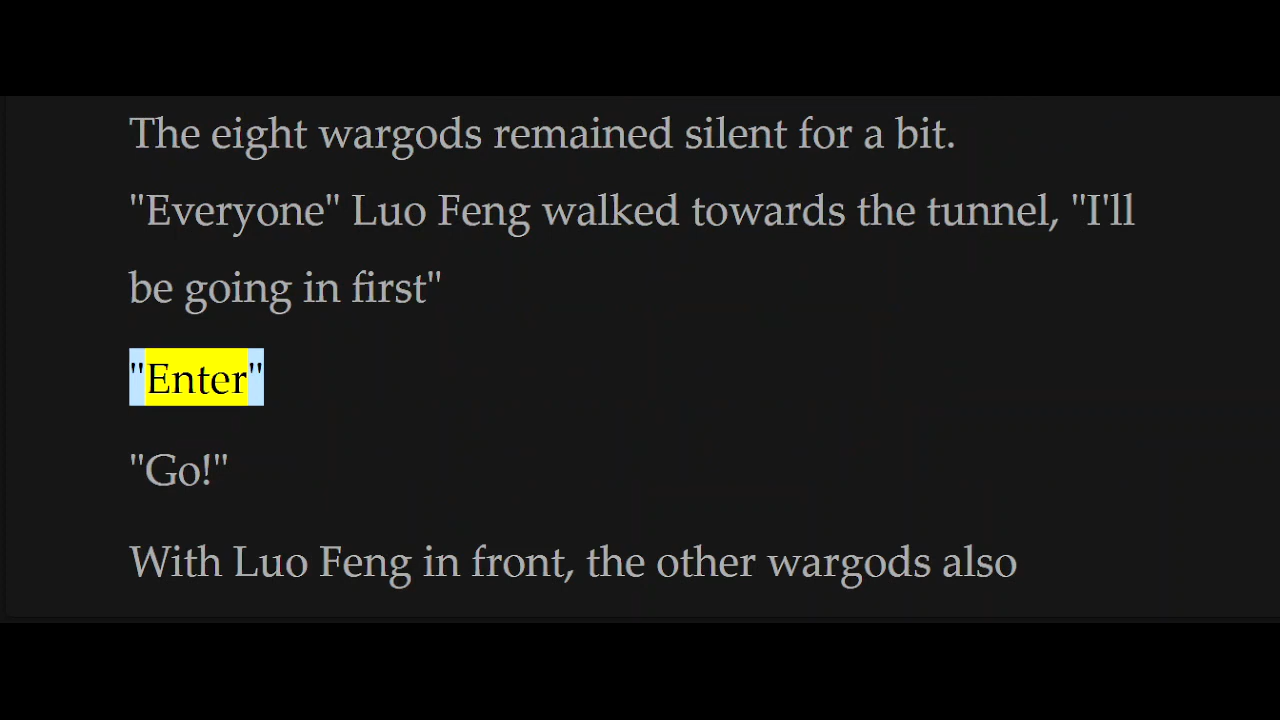 The eight wargods remained silent for a bit.
"Everyone" Luo Feng walked towards the tunnel, "I'll
be going in first"
"Enter"
"Go!"
With Luo Feng in front, the other wargods also